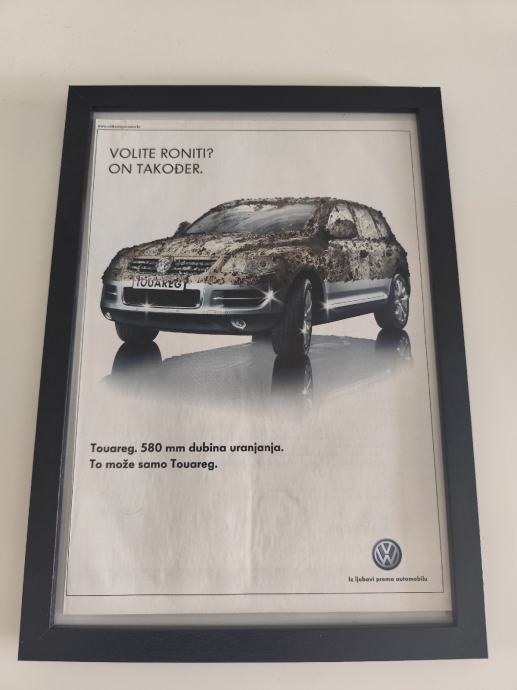 VOLITE RONITI?
ON TAKOĐER.
TOUAREG
Touareg. 580 mm dubina uranjanja.
To može samo Touareg.
Iz ljubavi prema automobilu